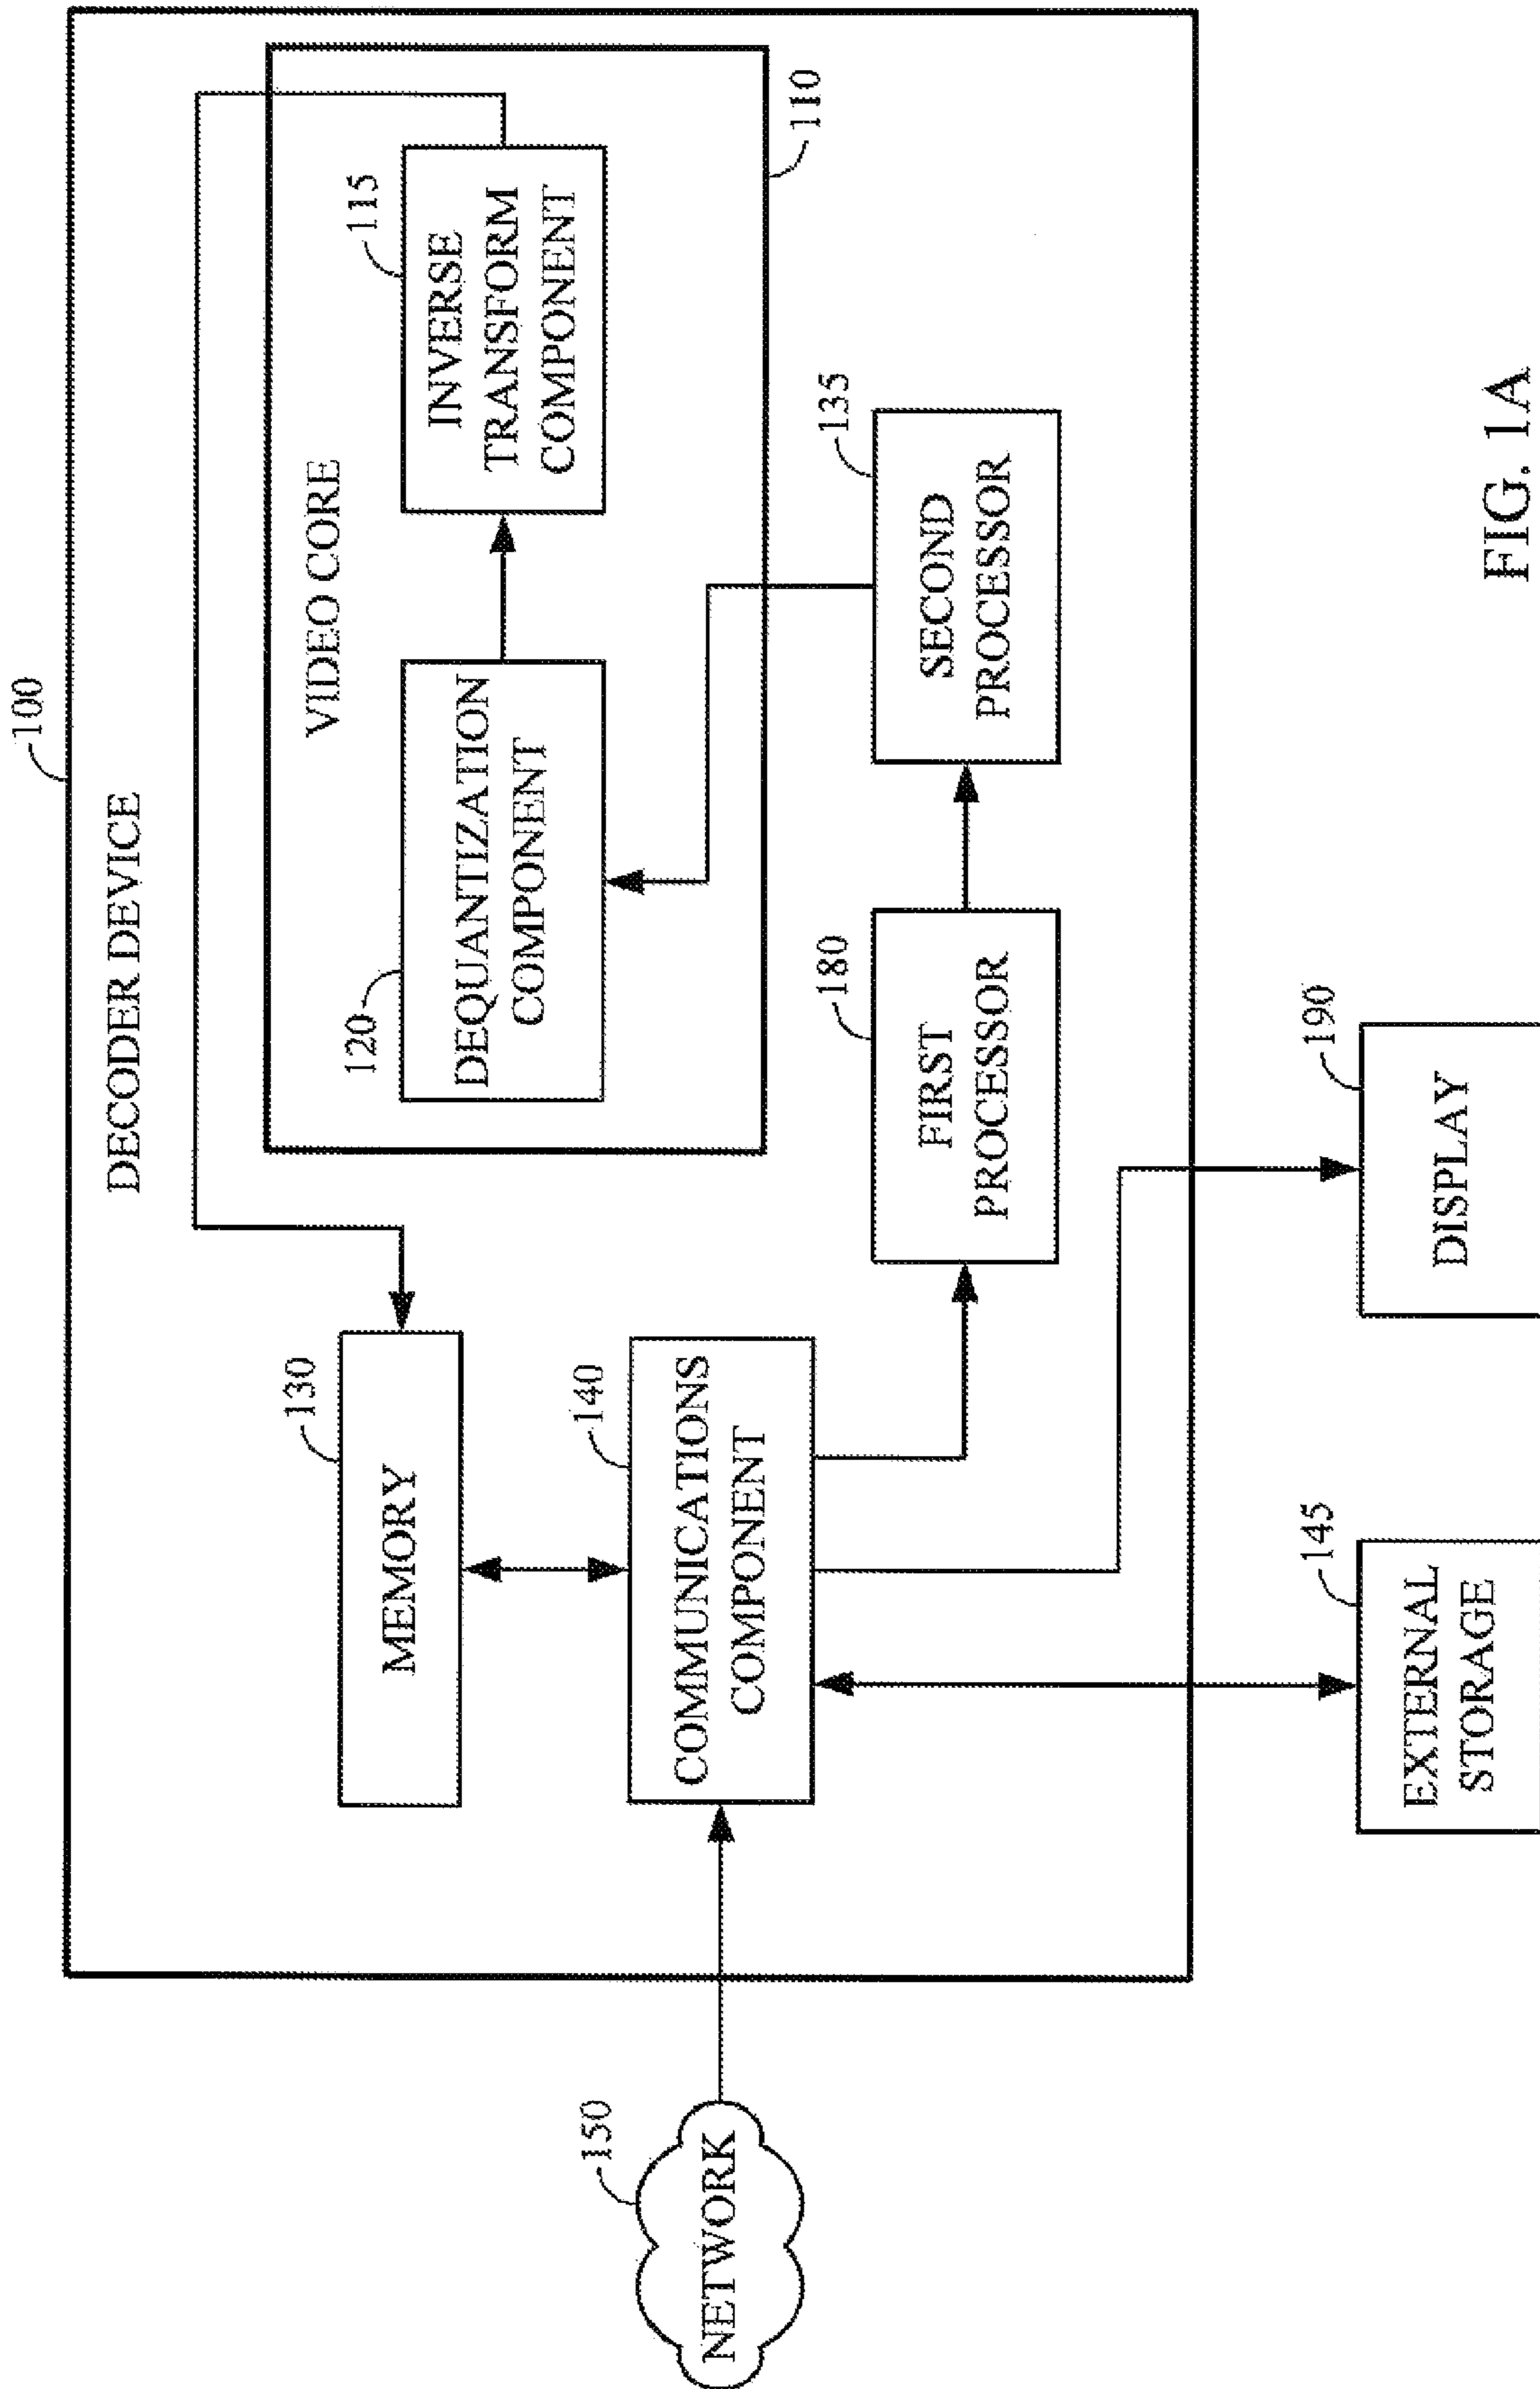 100
DECODER DEVICE
VIDEO CORE
110
115
INVERSE
TRANSFORM
COMPONENT
120
DEQUANTIZATION
COMPONENT
130
MEMORY
140
COMMUNICATIONS
COMPONENT
150
NETWORK
180
FIRST
PROCESSOR
135
SECOND
PROCESSOR
145
EXTERNAL
STORAGE
190
DISPLAY
FIG. 1A